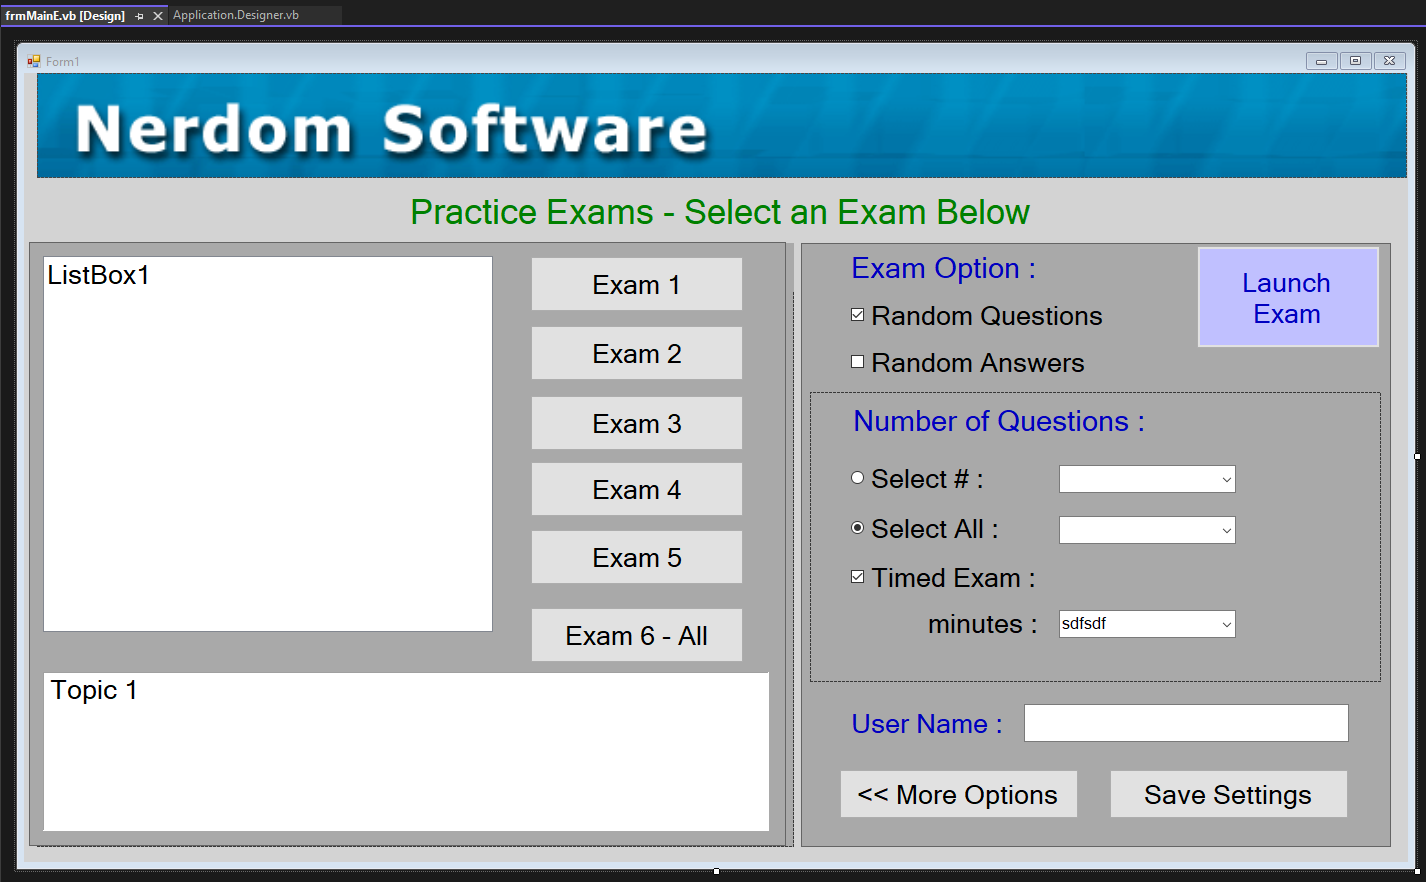 frmMainE.vb [Design]
Application.Designer.vb
Form1
Nerdom Software
Practice Exams - Select an Exam Below
ListBox1
Exam 1
Exam 2
Exam 3
Exam 4
Exam 5
Exam 6 - All
Topic 1
Exam Option :
Launch
Exam
Random Questions
Random Answers
Number of Questions :
Select # :
Select All :
Timed Exam :
minutes :
sdfsdf
User Name :
<< More Options
Save Settings